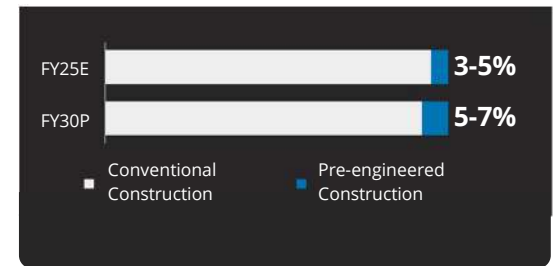 FY25E
3-5%
FY30P
5-7%
Conventional
Construction
Pre-engineered
Construction